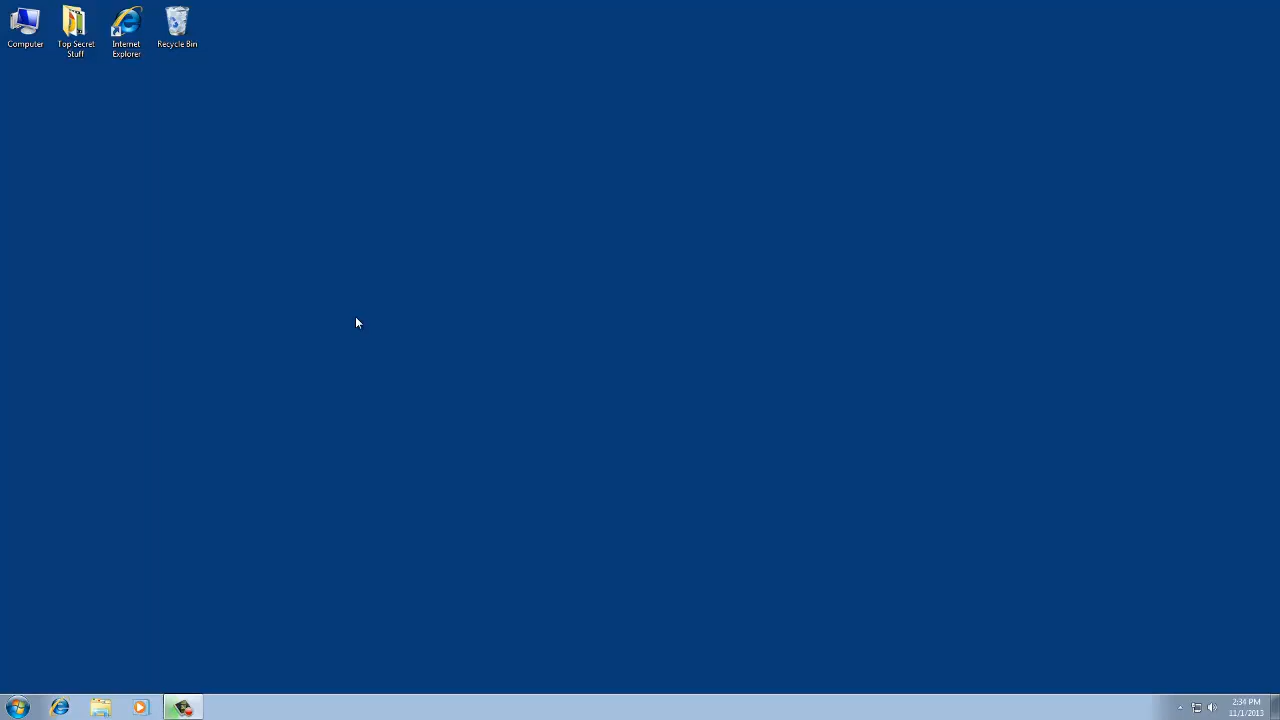 Computer
Top Secret
Stuff
Internet
Explorer
Recycle Bin
2:34 PM
11/1/2013